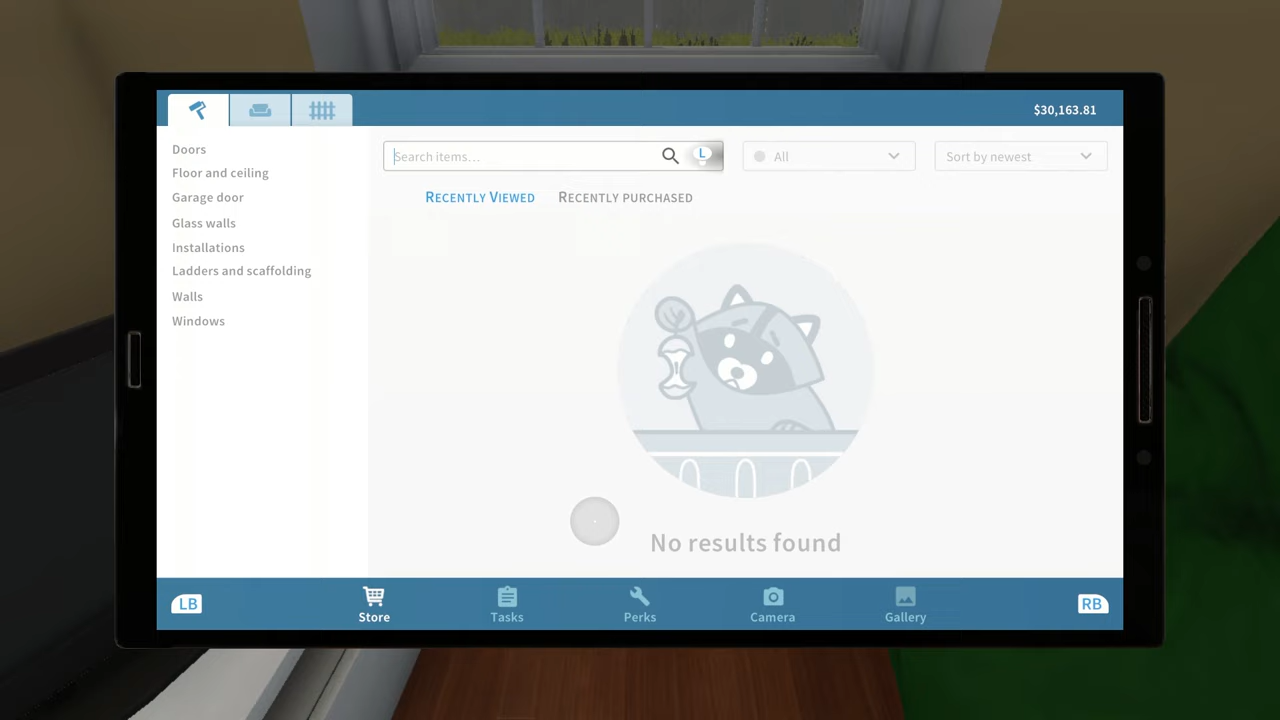 $30,163.81
Doors
Floor and ceiling
Garage door
Glass walls
Installations
Ladders and scaffolding
Walls
Windows
Search items...
L
All
Sort by newest
RECENTLY VIEWED
RECENTLY PURCHASED
No results found
LB
Store
Tasks
Perks
Camera
Gallery
RB